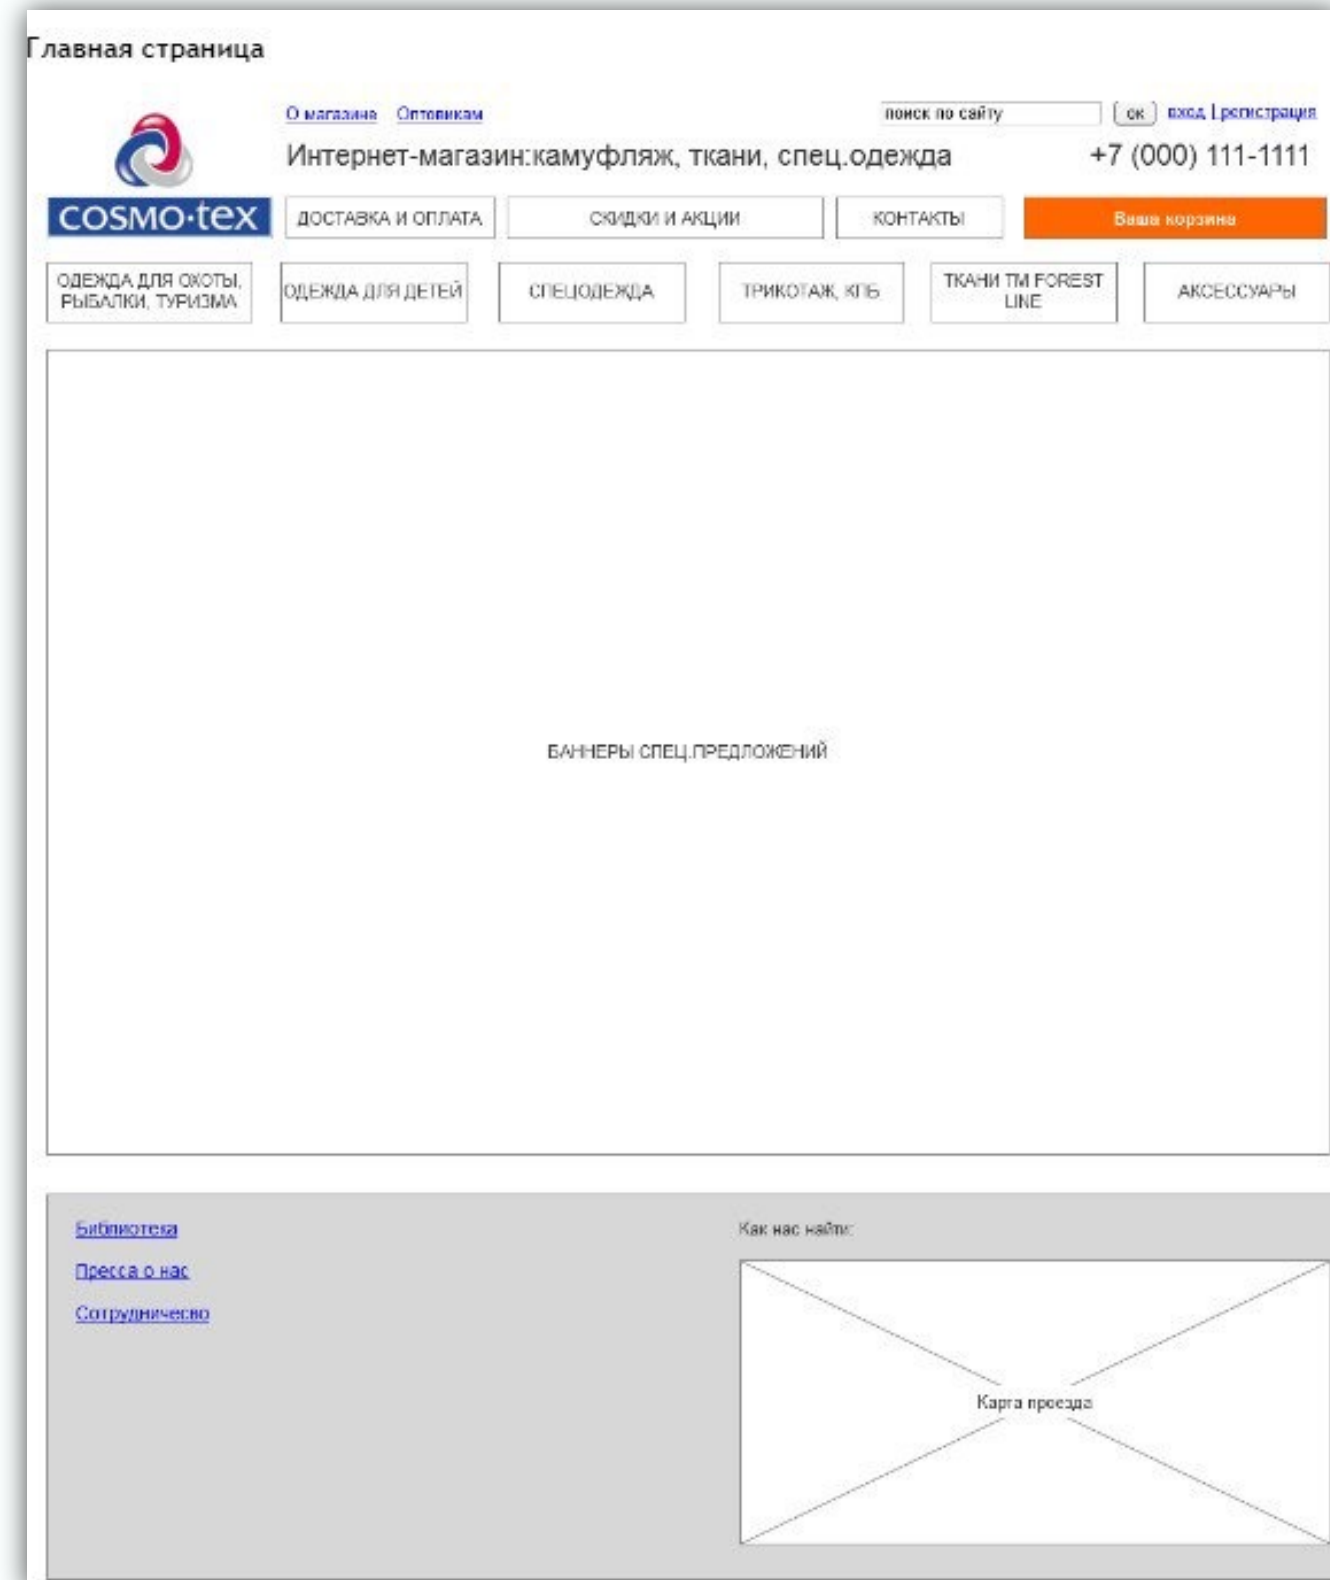 Главная страница
О магазине Оптовикам
поиск по сайту ок вход | регистрация
Интернет-магазин:камуфляж, ткани, спец.одежда +7 (000) 111-1111
COSMO·tex
ДОСТАВКА И ОПЛАТА СКИДКИ И АКЦИИ КОНТАКТЫ Ваша корзина
ОДЕЖДА ДЛЯ ОХОТЫ,
РЫБАЛКИ, ТУРИЗМА
ОДЕЖДА ДЛЯ ДЕТЕЙ
СПЕЦОДЕЖДА
ТРИКОТАЖ, КПБ
ТКАНИ ТМ FOREST
LINE
АКСЕССУАРЫ
БАННЕРЫ СПЕЦ.ПРЕДЛОЖЕНИЙ
Библиотека
Пресса о нас
Сотрудничесво
Как нас найти:
Карта проезда